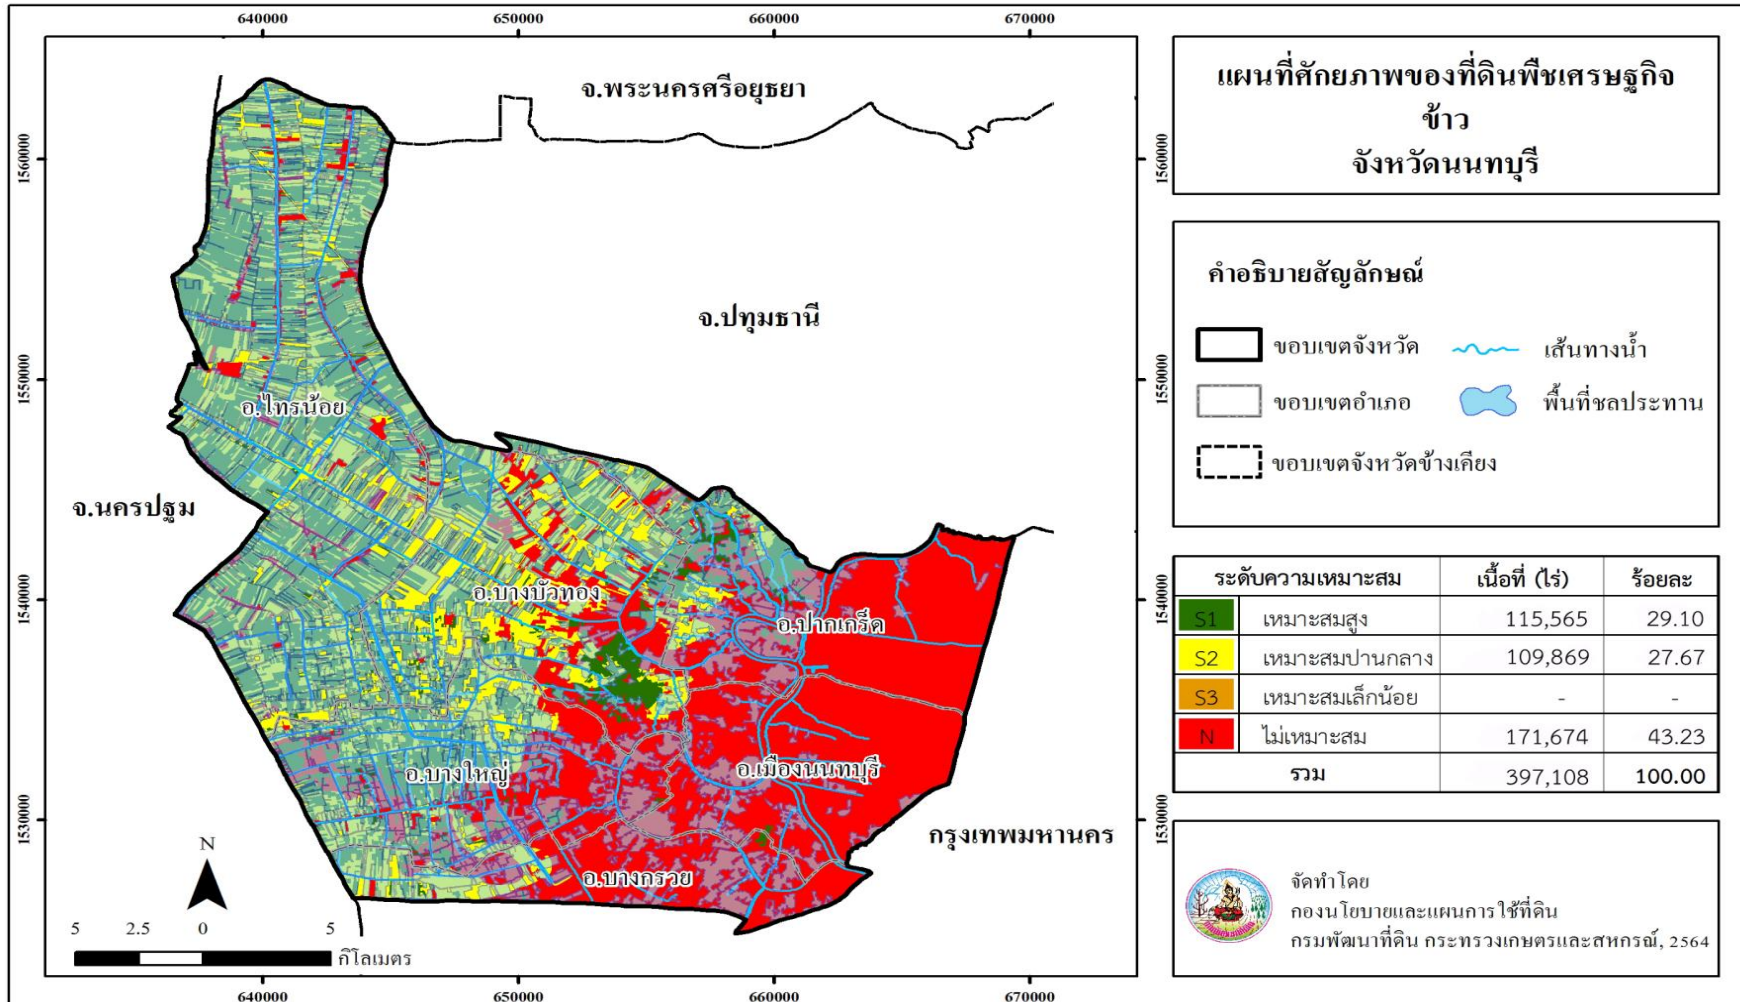 640000 650000 660000 670000
แผนที่ศักยภาพของที่ดินพืชเศรษฐกิจ
ข้าว
จังหวัดนนทบุรี
จ.พระนครศรีอยุธยา
1560000 1560000
คำอธิบายสัญลักษณ์
จ.ปทุมธานี
ขอบเขตจังหวัด เส้นทางน้ำ
1550000 1550000
ขอบเขตอำเภอ พื้นที่ชลประทาน
อ.ไทรน้อย
ขอบเขตจังหวัดข้างเคียง
จ.นครปฐม
ระดับความเหมาะสม เนื้อที่ (ไร่) ร้อยละ
S1 เหมาะสมสูง 115,565 29.10
S2 เหมาะสมปานกลาง 109,869 27.67
S3 เหมาะสมเล็กน้อย - -
N ไม่เหมาะสม 171,674 43.23
รวม 397,108 100.00
1540000 1540000
อ.บางบัวทอง
อ.ปากเกร็ด
อ.บางใหญ่
อ.เมืองนนทบุรี
1530000 1530000
กรุงเทพมหานคร
อ.บางกรวย
N
5 2.5 0 5
กิโลเมตร
จัดทำโดย
กองนโยบายและแผนการใช้ที่ดิน
กรมพัฒนาที่ดิน กระทรวงเกษตรและสหกรณ์, 2564
640000 650000 660000 670000